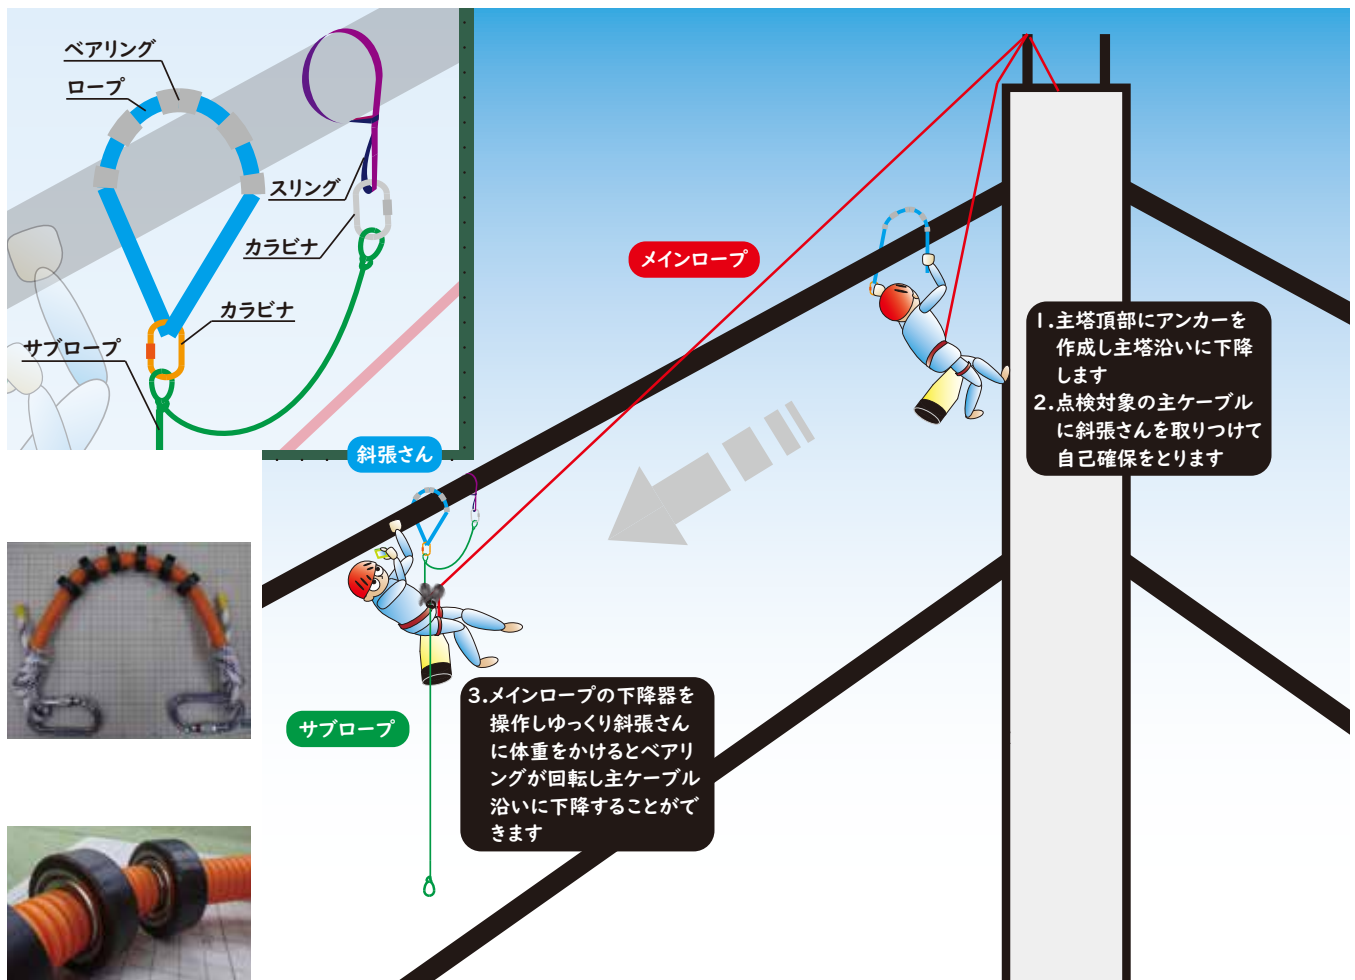 ベアリング
ロープ
スリング
カラビナ
カラビナ
サブロープ
メインロープ
1.主塔頂部にアンカーを
作成し主塔沿いに下降
します
2.点検対象の主ケーブル
に斜張さんを取りつけて
自己確保をとります
斜張さん
サブロープ
3.メインロープの下降器を
操作しゆっくり斜張さん
に体重をかけるとベアリ
ングが回転し主ケーブル
沿いに下降することがで
きます